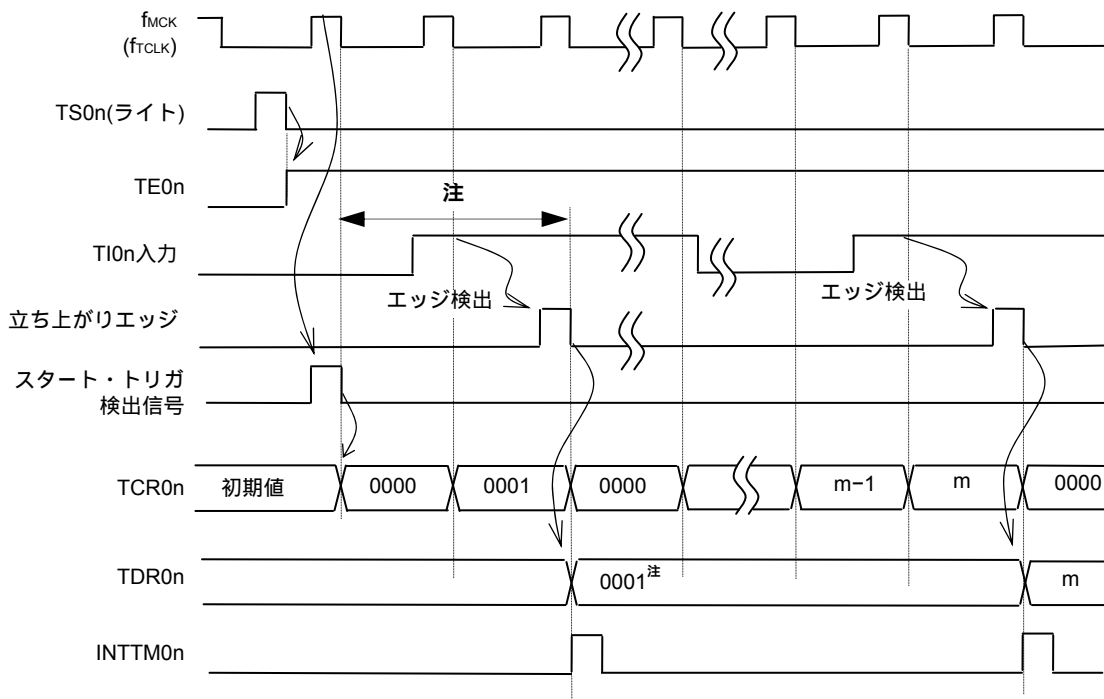 fMCK
(fTCLK)
TS0n(ライト)
TE0n
注
TI0n入力
エッジ検出
エッジ検出
立ち上がりエッジ
スタート・トリガ
検出信号
TCR0n
初期値
0000
0001
0000
m−1
m
0000
TDR0n
0001注
m
INTTM0n